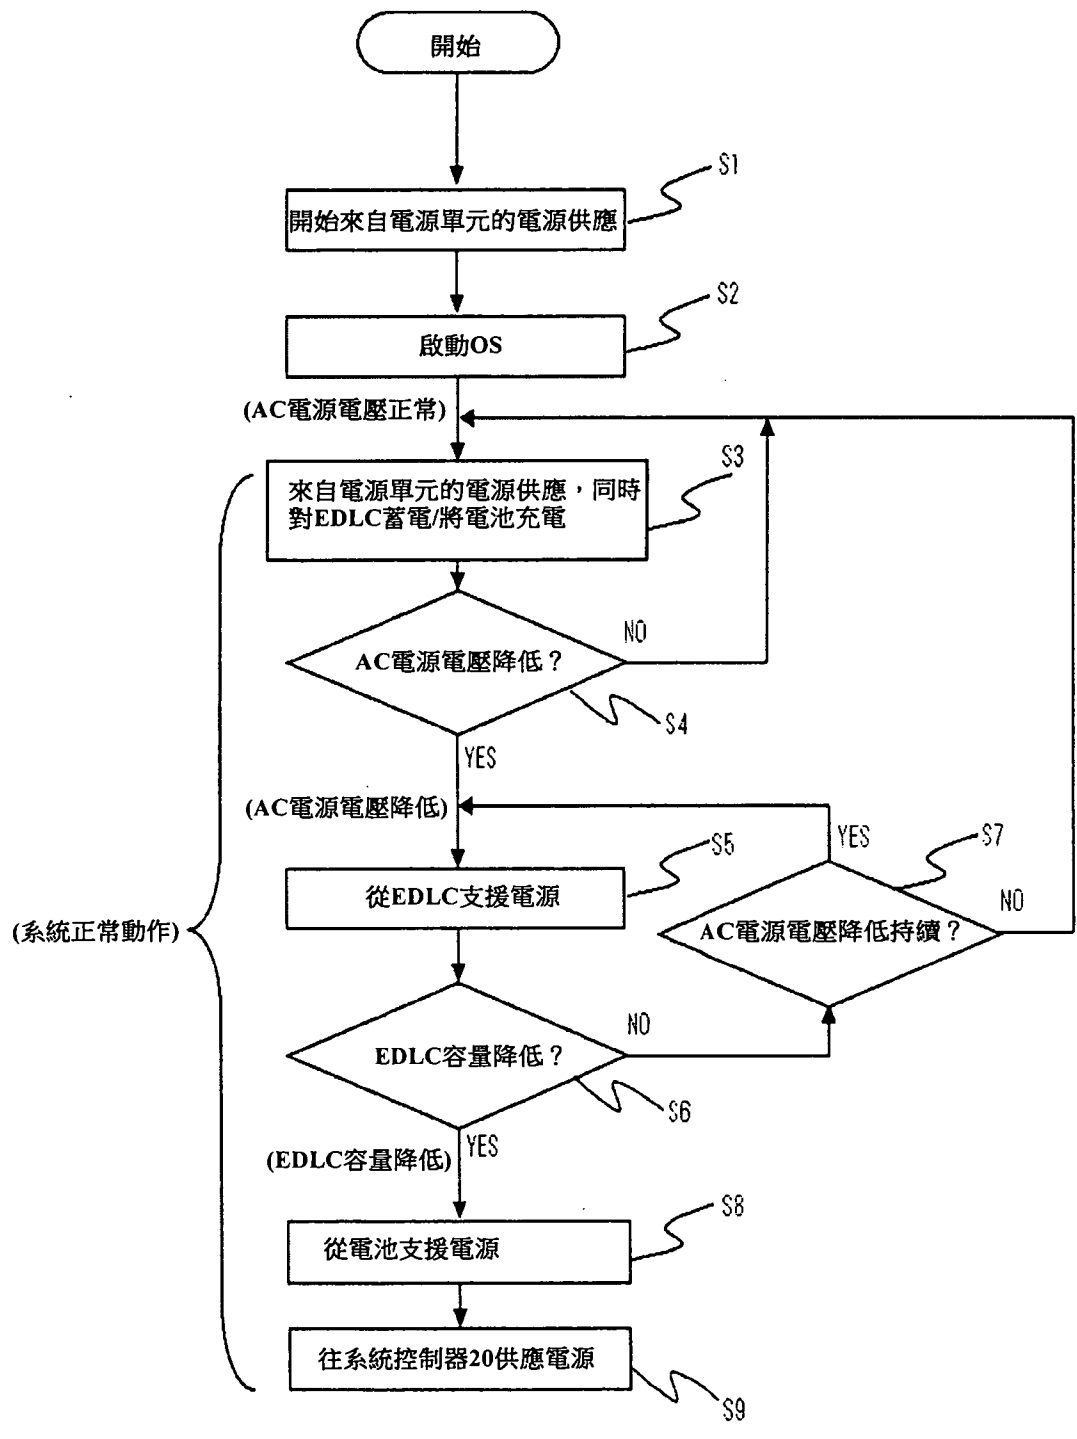 開始
S1
開始來自電源單元的電源供應
S2
啟動OS
(AC電源電壓正常)
S3
來自電源單元的電源供應，同時
對EDLC蓄電/將電池充電
NO
AC電源電壓降低？
S4
YES
(AC電源電壓降低)
S5
YES
S7
從EDLC支援電源
NO
(系統正常動作)
AC電源電壓降低持續？
NO
EDLC容量降低？
S6
YES
(EDLC容量降低)
S8
從電池支援電源
往系統控制器20供應電源
S9